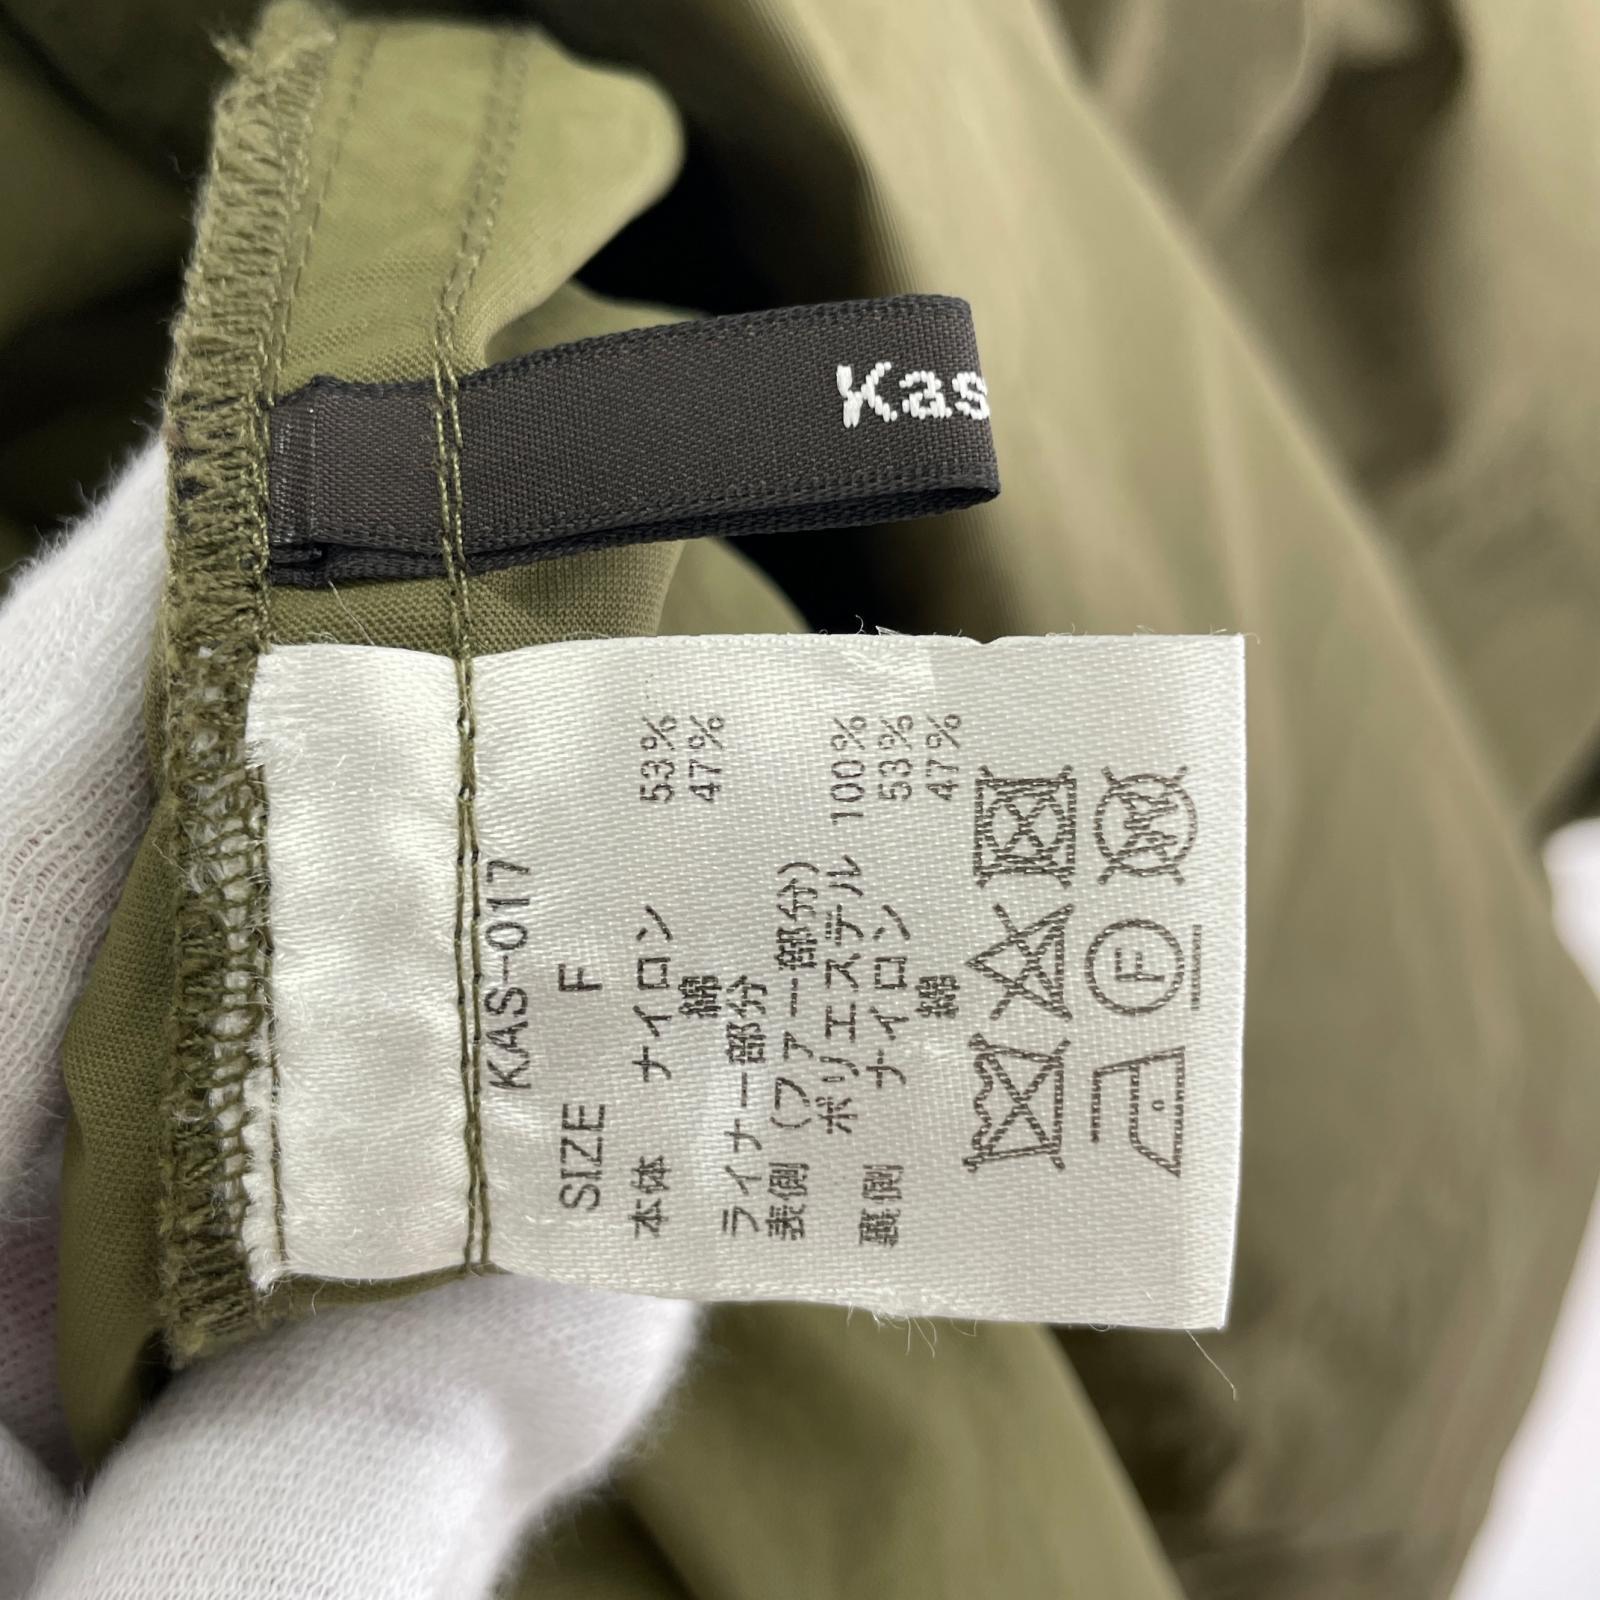 Kas
KAS-017
SIZE F
本体 ナイロン 53%
綿 47%
ライナー部分
表側 (ファー部分)
ポリエステル 100%
裏側 ナイロン 53%
綿 47%
F